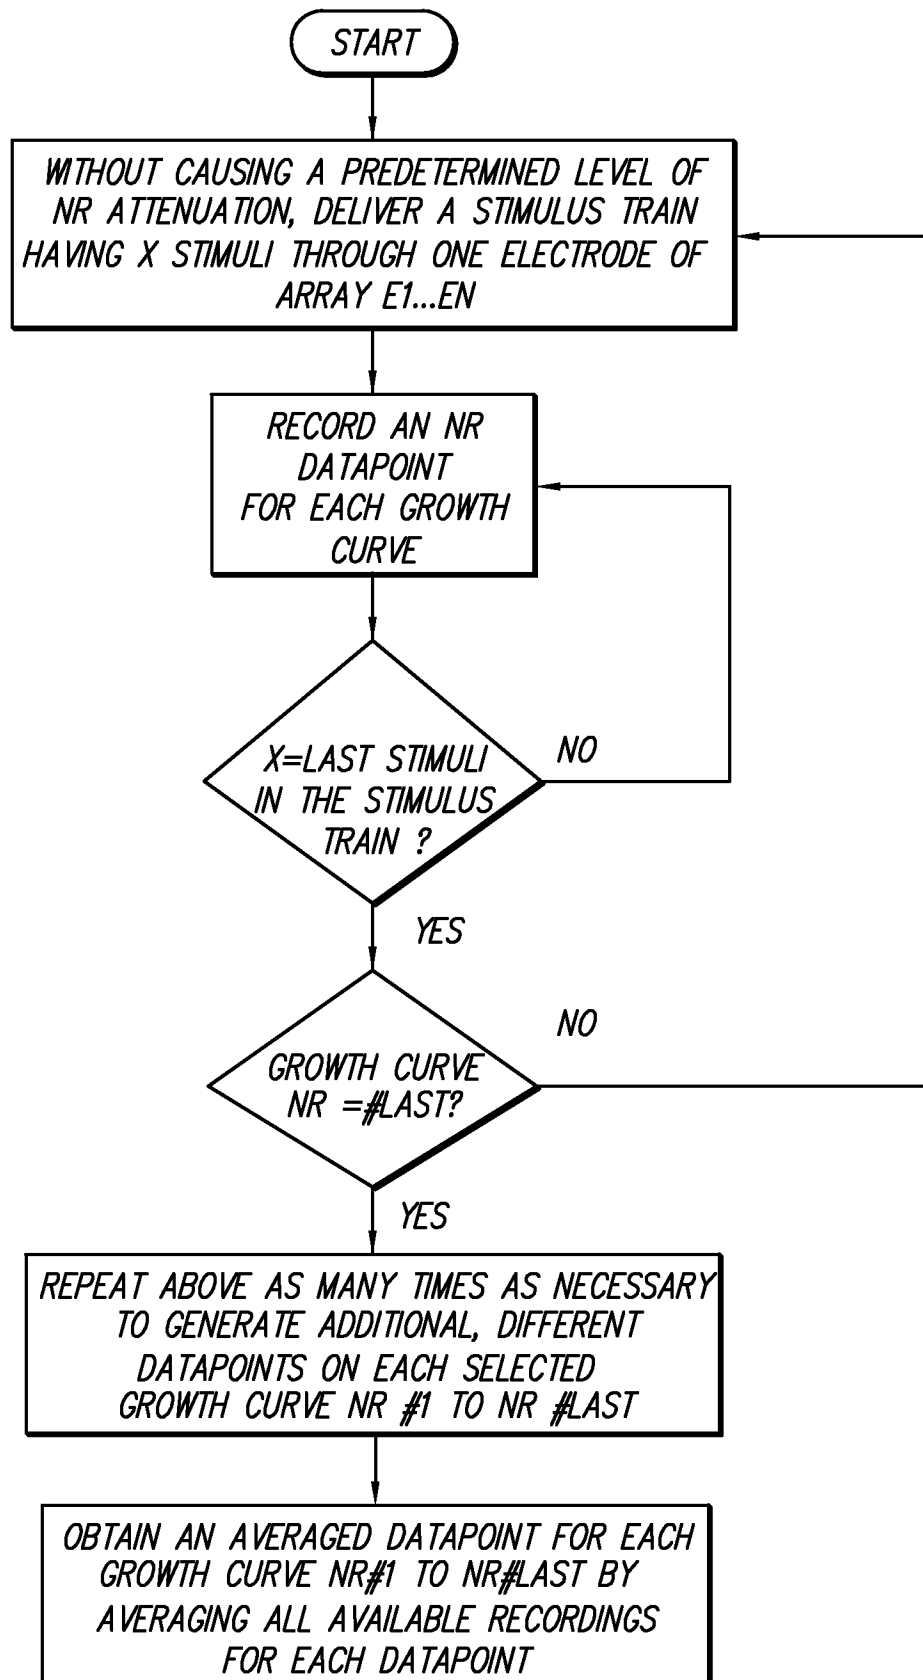 START
WITHOUT CAUSING A PREDETERMINED LEVEL OF
NR ATTENUATION, DELIVER A STIMULUS TRAIN
HAVING X STIMULI THROUGH ONE ELECTRODE OF
ARRAY E1...EN
RECORD AN NR
DATAPOINT
FOR EACH GROWTH
CURVE
X=LAST STIMULI
IN THE STIMULUS
TRAIN ?
NO
YES
GROWTH CURVE
NR =#LAST?
NO
YES
REPEAT ABOVE AS MANY TIMES AS NECESSARY
TO GENERATE ADDITIONAL, DIFFERENT
DATAPOINTS ON EACH SELECTED
GROWTH CURVE NR #1 TO NR #LAST
OBTAIN AN AVERAGED DATAPOINT FOR EACH
GROWTH CURVE NR#1 TO NR#LAST BY
AVERAGING ALL AVAILABLE RECORDINGS
FOR EACH DATAPOINT